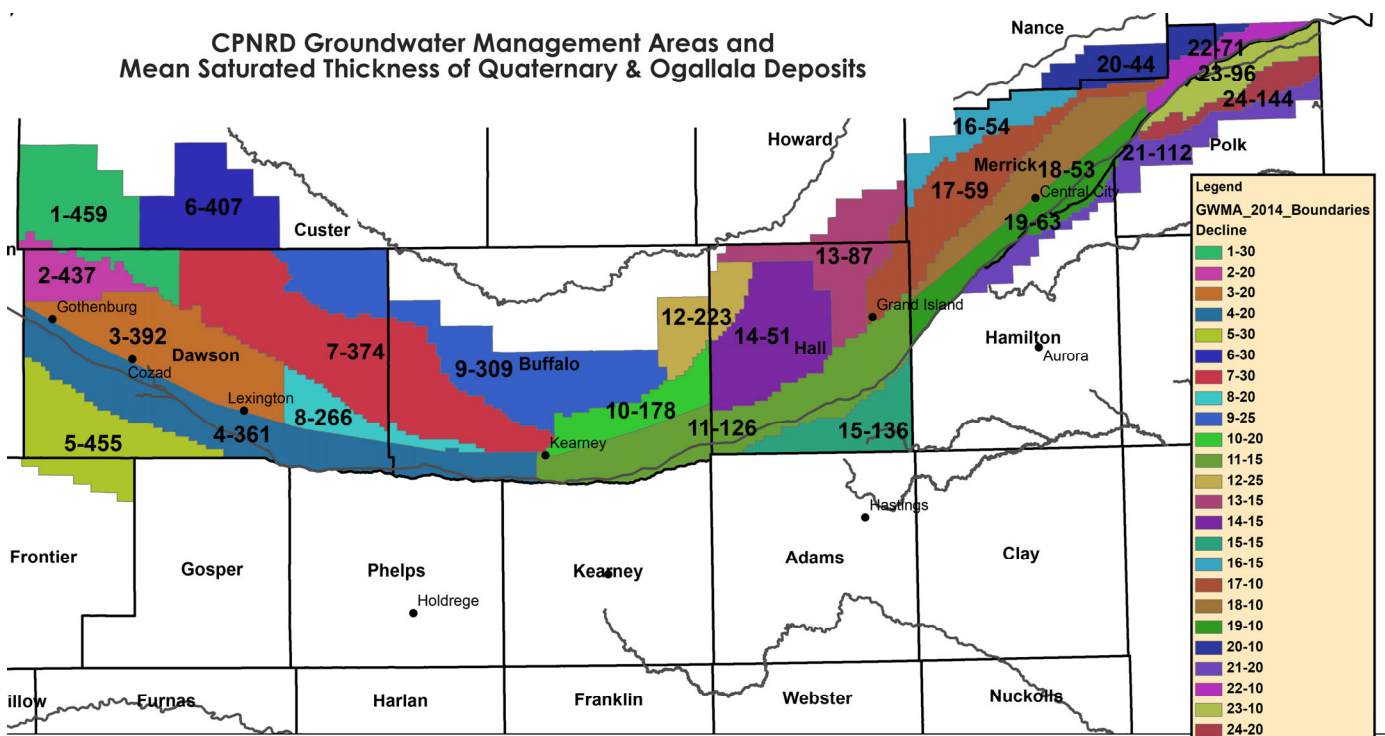 CPNRD Groundwater Management Areas and
Mean Saturated Thickness of Quaternary & Ogallala Deposits
Nance
22-71
20-44
23-96
24-144
16-54
Howard
Merrick
18-53
21-112
Polk
17-59
Central City
19-63
1-459
6-407
Custer
13-87
2-437
Gothenburg
12-223
Grand Island
3-392
Dawson
Cozad
7-374
9-309
Buffalo
14-51
Hall
Hamilton
Aurora
Lexington
8-266
10-178
4-361
5-455
Kearney
11-126
15-136
Hastings
Frontier
Gosper
Phelps
Kearney
Adams
Clay
Holdrege
illow
Furnas
Harlan
Franklin
Webster
Nuckolls
Legend
GWMA_2014_Boundaries
Decline
1-30
2-20
3-20
4-20
5-30
6-30
7-30
8-20
9-25
10-20
11-15
12-25
13-15
14-15
15-15
16-15
17-10
18-10
19-10
20-10
21-20
22-10
23-10
24-20